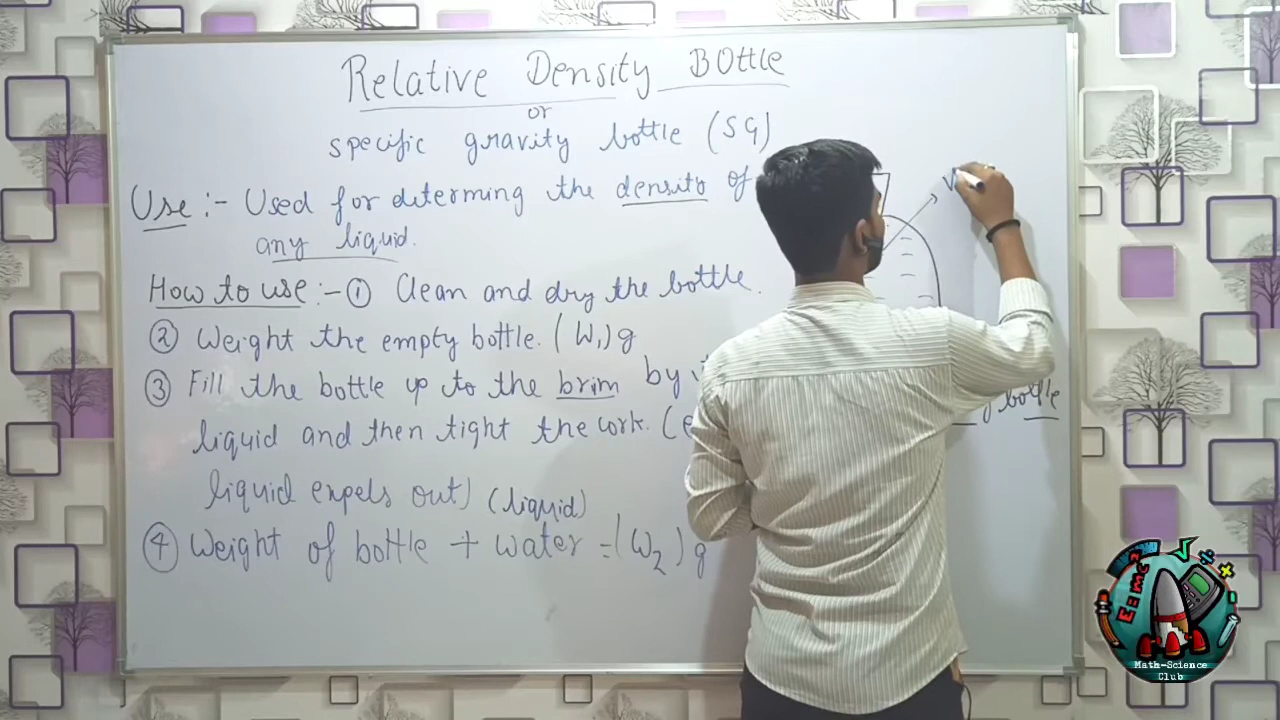 Relative Density BOttle
or
specific gravity bottle (SG)
Use :- Used for determing the densito of
any liquid.
How to use :- ① Clean and dry the bottle.
② Weight the empty bottle. (W₁)g
③ Fill the bottle up to the brim by
liquid and then tight the cork.
liquid expels out) (liquid)
④ Weight of bottle + water = (W₂) g
bottle
E=mc²
Math-Science
Club